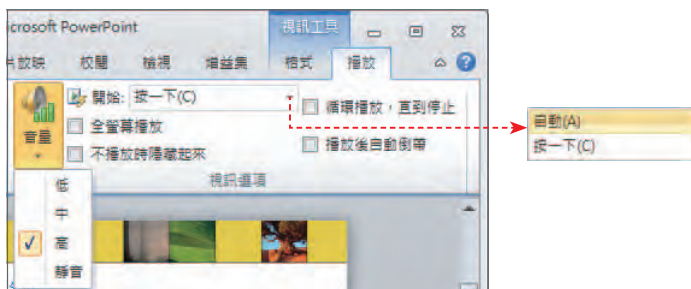 icrosoft PowerPoint
視訊工具
片放映 校閱 檢視 增益集 格式 播放
音量
開始: 按一下(C)
全螢幕播放
不播放時隱藏起來
循環播放，直到停止
播放後自動倒帶
視訊選項
自動(A)
按一下(C)
低
中
高
靜音